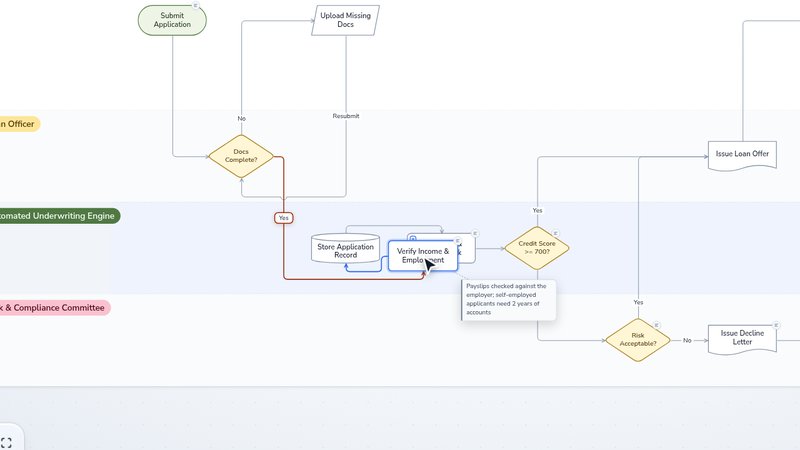 Submit
Application
Upload Missing
Docs
No
Resubmit
n Officer
Docs
Complete?
Issue Loan Offer
tomated Underwriting Engine
Yes
Yes
Store Application
Record
Verify Income &
Employment
Credit Score
>= 700?
Payslips checked against the
employer; self-employed
applicants need 2 years of
accounts
k & Compliance Committee
Yes
Risk
Acceptable?
No
Issue Decline
Letter